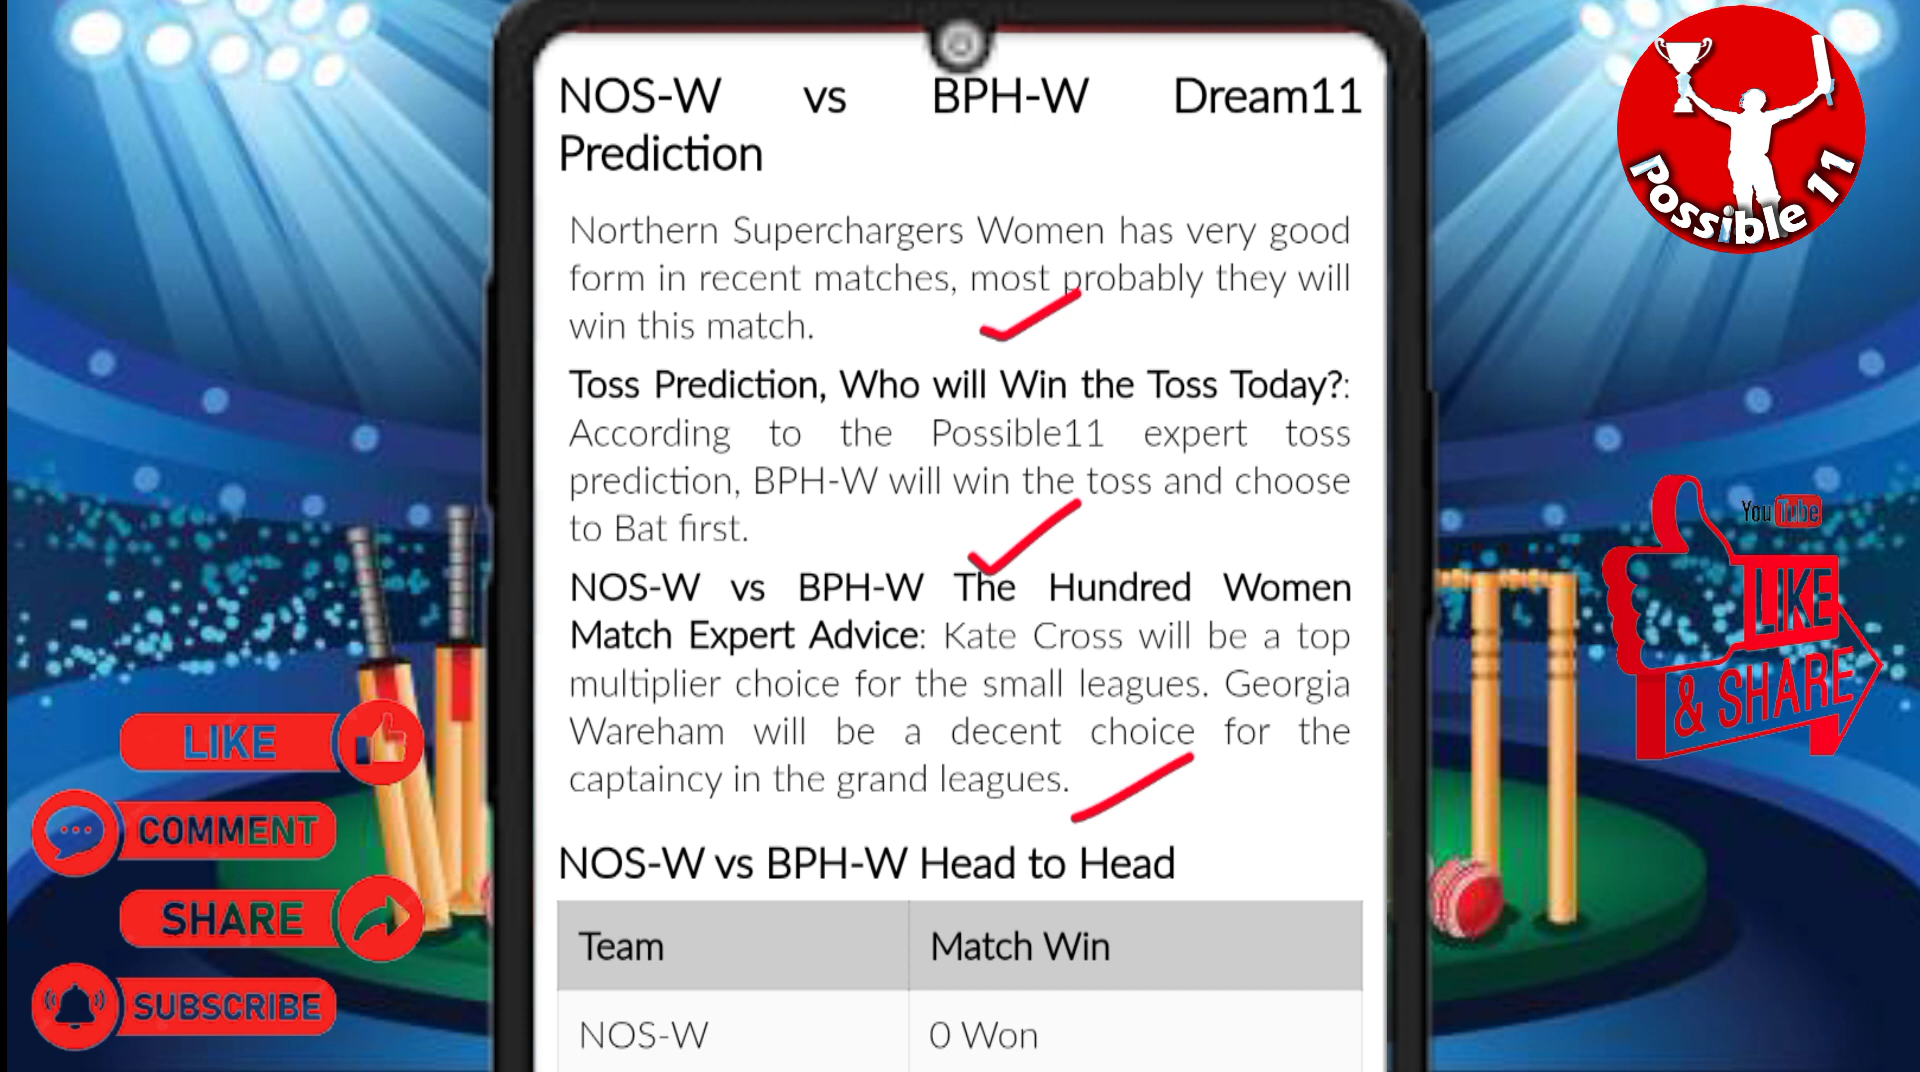 NOS-W vs BPH-W Dream11
Prediction
Northern Superchargers Women has very good
form in recent matches, most probably they will
win this match.
Toss Prediction, Who will Win the Toss Today?:
According to the Possible11 expert toss
prediction, BPH-W will win the toss and choose
to Bat first.
NOS-W vs BPH-W The Hundred Women
Match Expert Advice: Kate Cross will be a top
multiplier choice for the small leagues. Georgia
Wareham will be a decent choice for the
captaincy in the grand leagues.
NOS-W vs BPH-W Head to Head
Team Match Win
NOS-W 0 Won
Possible 11
You Tube
LIKE
& SHARE
LIKE
COMMENT
SHARE
SUBSCRIBE